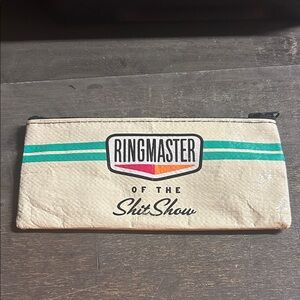 RINGMASTER
OF THE
Shit Show